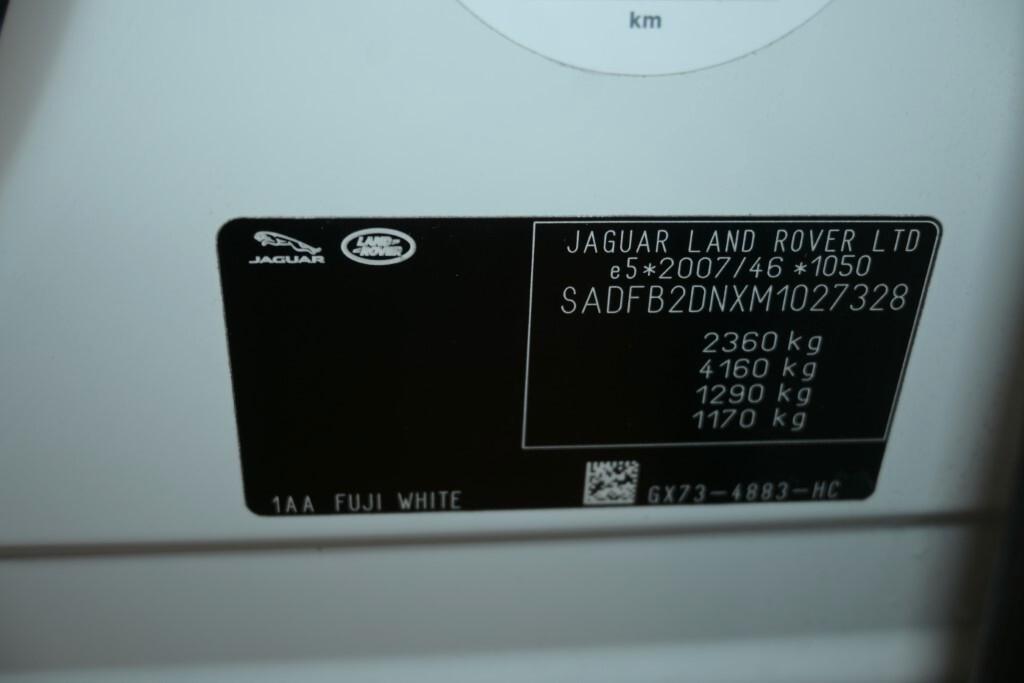 km
JAGUAR
LAND ROVER
JAGUAR LAND ROVER LTD
e5*2007/46 *1050
SADFB2DNXM1027328
2360 kg
4160 kg
1290 kg
1170 kg
1AA FUJI WHITE
GX73-4883-HC